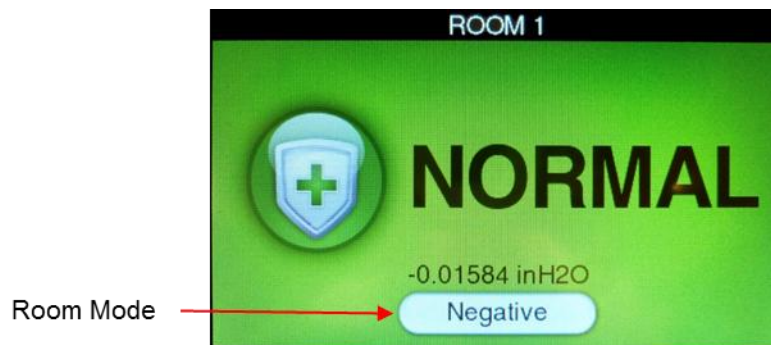 ROOM 1
NORMAL
-0.01584 inH2O
Room Mode
Negative